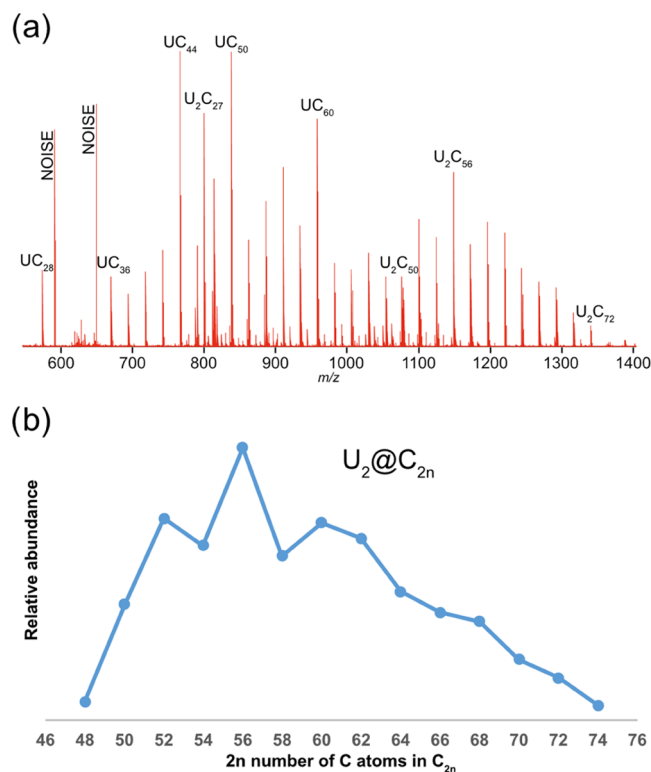 (a)
UC44
UC50
U2C27
NOISE
NOISE
UC60
U2C56
UC28
UC36
U2C50
U2C72
600 700 800 900 1000 1100 1200 1300 1400
m/z
(b)
U2@C2n
Relative abundance
46 48 50 52 54 56 58 60 62 64 66 68 70 72 74 76
2n number of C atoms in C2n